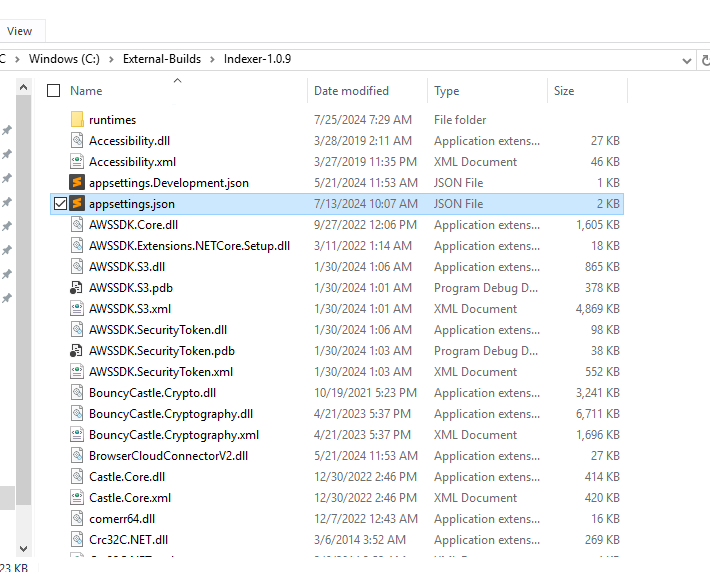 View
C > Windows (C:) > External-Builds > Indexer-1.0.9
Name Date modified Type Size
runtimes 7/25/2024 7:29 AM File folder
Accessibility.dll 3/28/2019 2:11 AM Application extens... 27 KB
Accessibility.xml 3/27/2019 11:35 PM XML Document 46 KB
appsettings.Development.json 5/21/2024 11:53 AM JSON File 1 KB
appsettings.json 7/13/2024 10:07 AM JSON File 2 KB
AWSSDK.Core.dll 9/27/2022 12:06 PM Application extens... 1,605 KB
AWSSDK.Extensions.NETCore.Setup.dll 3/11/2022 1:14 AM Application extens... 18 KB
AWSSDK.S3.dll 1/30/2024 1:06 AM Application extens... 865 KB
AWSSDK.S3.pdb 1/30/2024 1:01 AM Program Debug D... 378 KB
AWSSDK.S3.xml 1/30/2024 1:01 AM XML Document 4,869 KB
AWSSDK.SecurityToken.dll 1/30/2024 1:06 AM Application extens... 98 KB
AWSSDK.SecurityToken.pdb 1/30/2024 1:03 AM Program Debug D... 38 KB
AWSSDK.SecurityToken.xml 1/30/2024 1:03 AM XML Document 552 KB
BouncyCastle.Crypto.dll 10/19/2021 5:23 PM Application extens... 3,241 KB
BouncyCastle.Cryptography.dll 4/21/2023 5:37 PM Application extens... 6,711 KB
BouncyCastle.Cryptography.xml 4/21/2023 5:37 PM XML Document 1,696 KB
BrowserCloudConnectorV2.dll 5/21/2024 11:53 AM Application extens... 27 KB
Castle.Core.dll 12/30/2022 2:46 PM Application extens... 414 KB
Castle.Core.xml 12/30/2022 2:46 PM XML Document 420 KB
comerr64.dll 12/7/2022 12:43 AM Application extens... 16 KB
Crc32C.NET.dll 3/6/2014 3:52 AM Application extens... 269 KB
23 KB